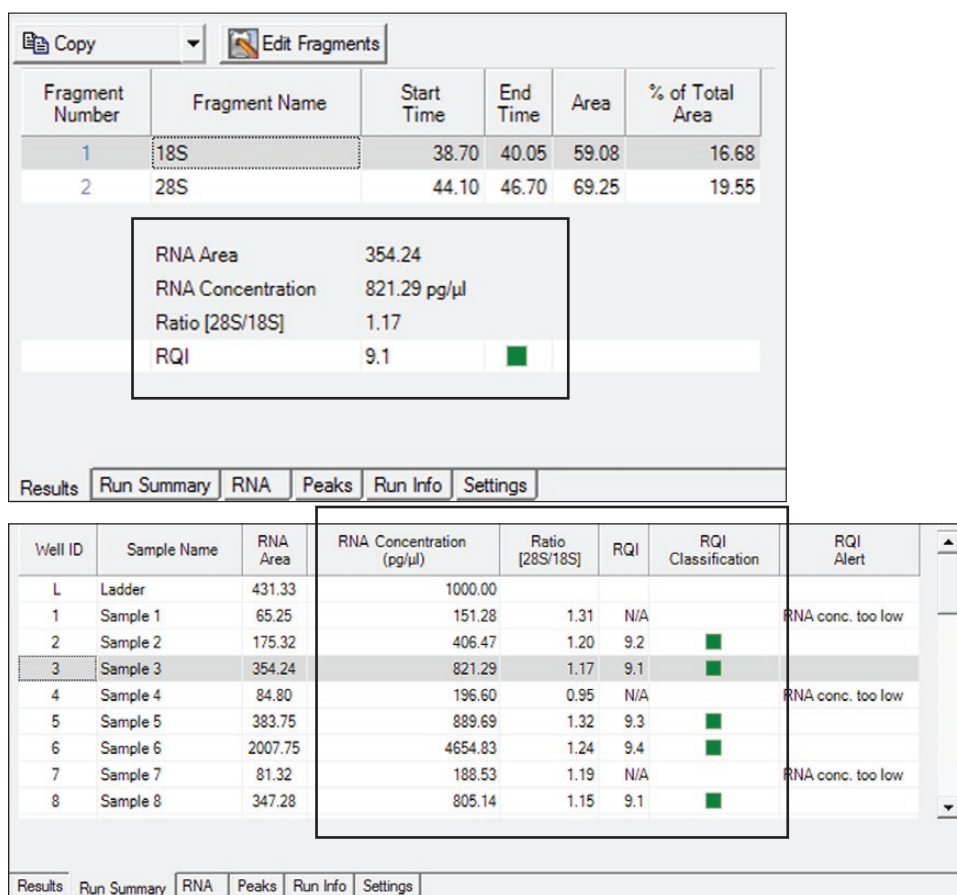 Copy Edit Fragments
Fragment Number Fragment Name Start Time End Time Area % of Total Area
1 18S 38.70 40.05 59.08 16.68
2 28S 44.10 46.70 69.25 19.55
RNA Area 354.24
RNA Concentration 821.29 pg/µl
Ratio [28S/18S] 1.17
RQI 9.1
Results Run Summary RNA Peaks Run Info Settings
Well ID Sample Name RNA Area RNA Concentration (pg/µl) Ratio [28S/18S] RQI RQI Classification RQI Alert
L Ladder 431.33 1000.00
1 Sample 1 65.25 151.28 1.31 N/A RNA conc. too low
2 Sample 2 175.32 406.47 1.20 9.2
3 Sample 3 354.24 821.29 1.17 9.1
4 Sample 4 84.80 196.60 0.95 N/A RNA conc. too low
5 Sample 5 383.75 889.69 1.32 9.3
6 Sample 6 2007.75 4654.83 1.24 9.4
7 Sample 7 81.32 188.53 1.19 N/A RNA conc. too low
8 Sample 8 347.28 805.14 1.15 9.1
Results Run Summary RNA Peaks Run Info Settings